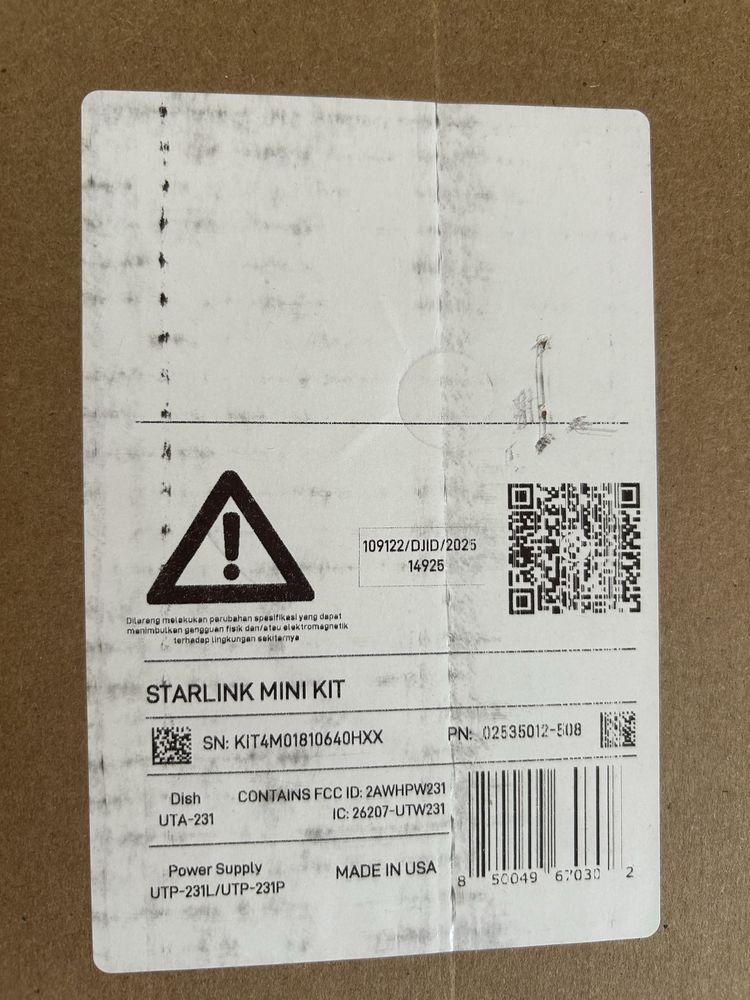 109122/DJID/2025
14925
Dilarang melakukan perubahan spesifikasi yang dapat
menimbulkan gangguan fisik dan/atau elektromagnetik
terhadap lingkungan sekitarnya
STARLINK MINI KIT
SN: KIT4M01810640HXX
PN: 02535012-508
Dish
UTA-231
CONTAINS FCC ID: 2AWHPW231
IC: 26207-UTW231
Power Supply
UTP-231L/UTP-231P
MADE IN USA
8 50049 67030 2